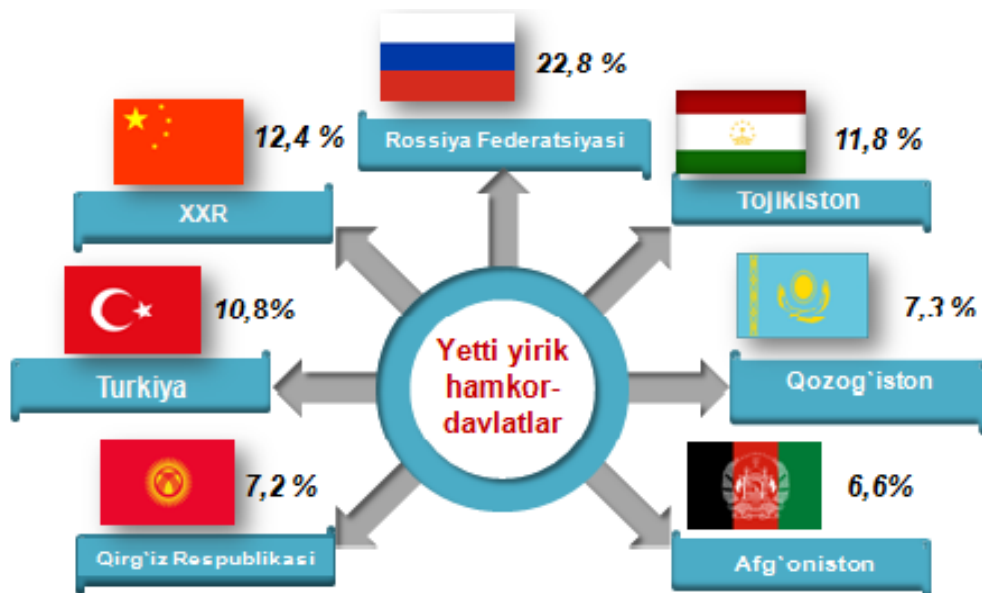 22,8 %
Rossiya Federatsiyasi
12,4 %
XXR
11,8 %
Tojikiston
10,8%
Turkiya
7,3 %
Qozog`iston
Yetti yirik
hamkor-
davlatlar
7,2 %
Qirg`iz Respublikasi
6,6%
Afg`oniston